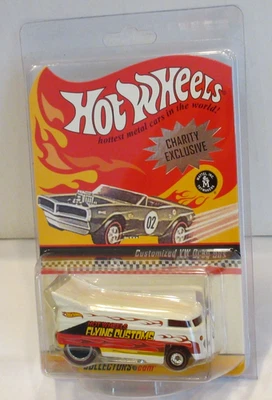 HOT WHEELS
hottest metal cars in the world!
CHARITY
EXCLUSIVE
02
Customized VW Drag Bus
FLYING CUSTOMS
COLLECTORS.COM